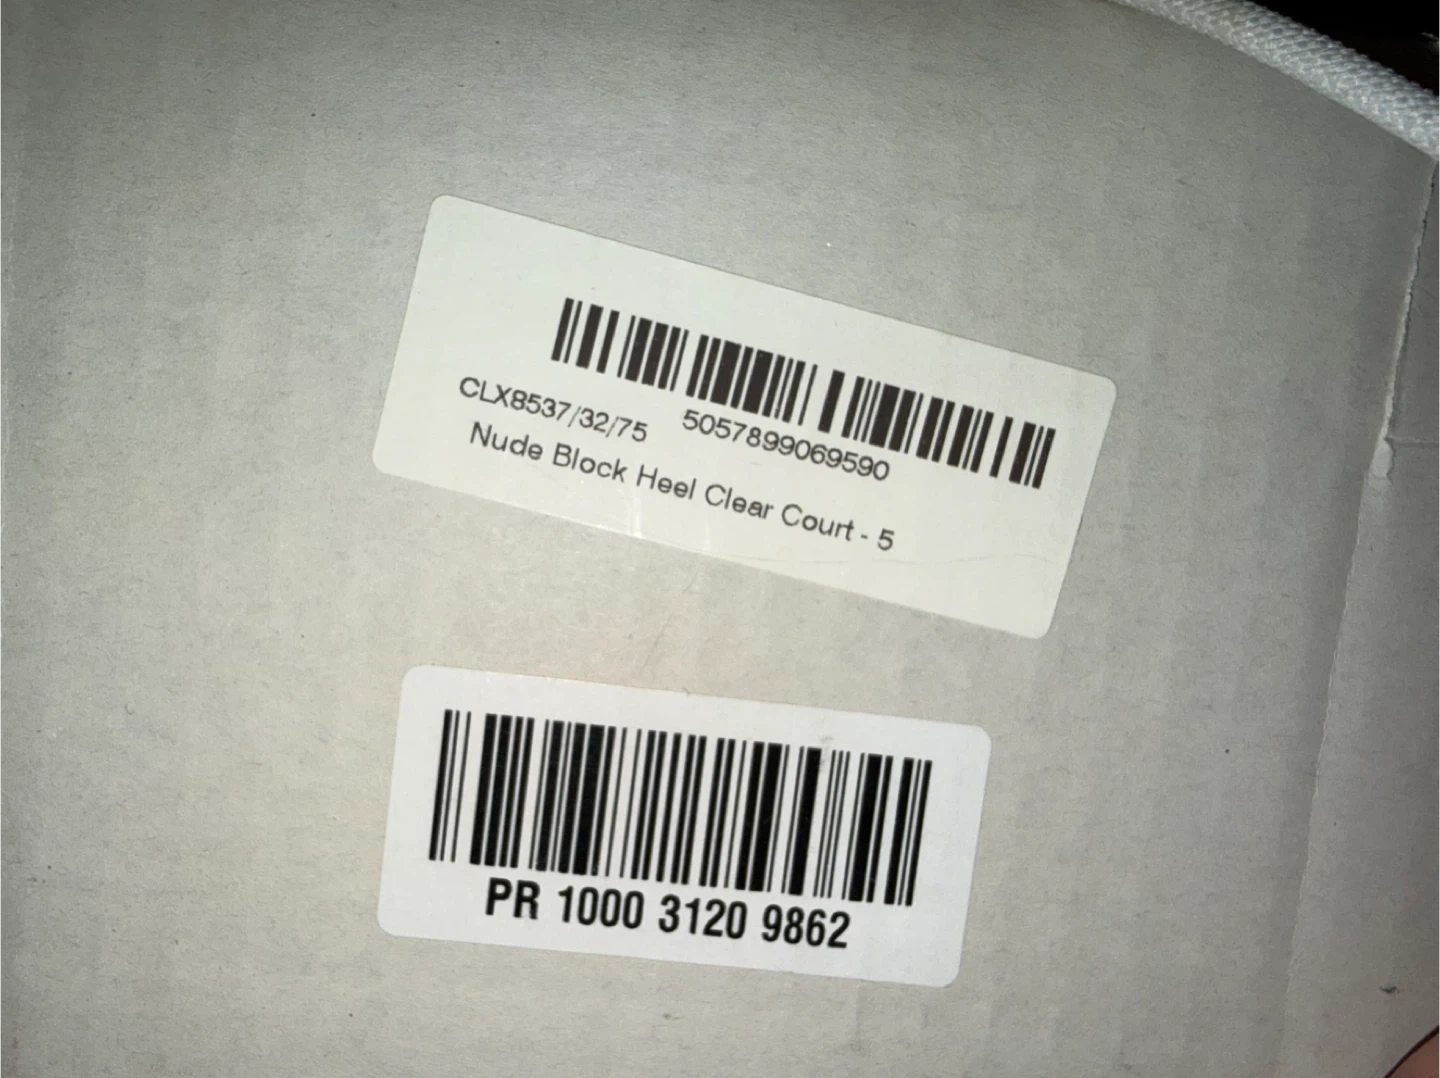 CLX8537/32/75 5057899069590
Nude Block Heel Clear Court - 5
PR 1000 3120 9862